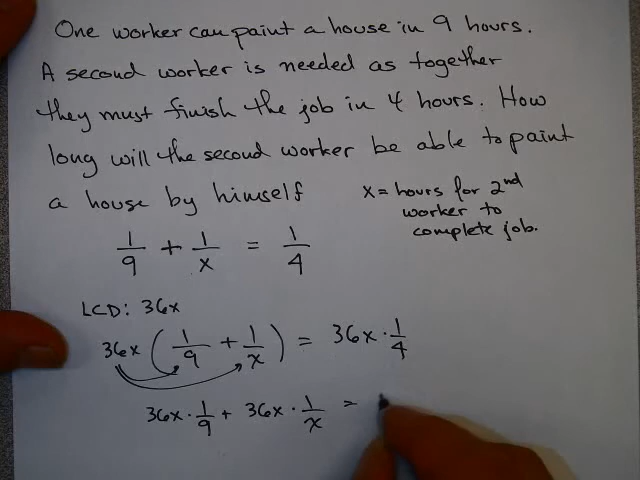 One worker can paint a house in 9 hours.
A second worker is needed as together
they must finish the job in 4 hours. How
long will the second worker be able to paint
a house by himself
x = hours for 2nd
worker to
complete job.
1/9 + 1/x = 1/4
LCD: 36x
36x (1/9 + 1/x) = 36x · 1/4
36x · 1/9 + 36x · 1/x =